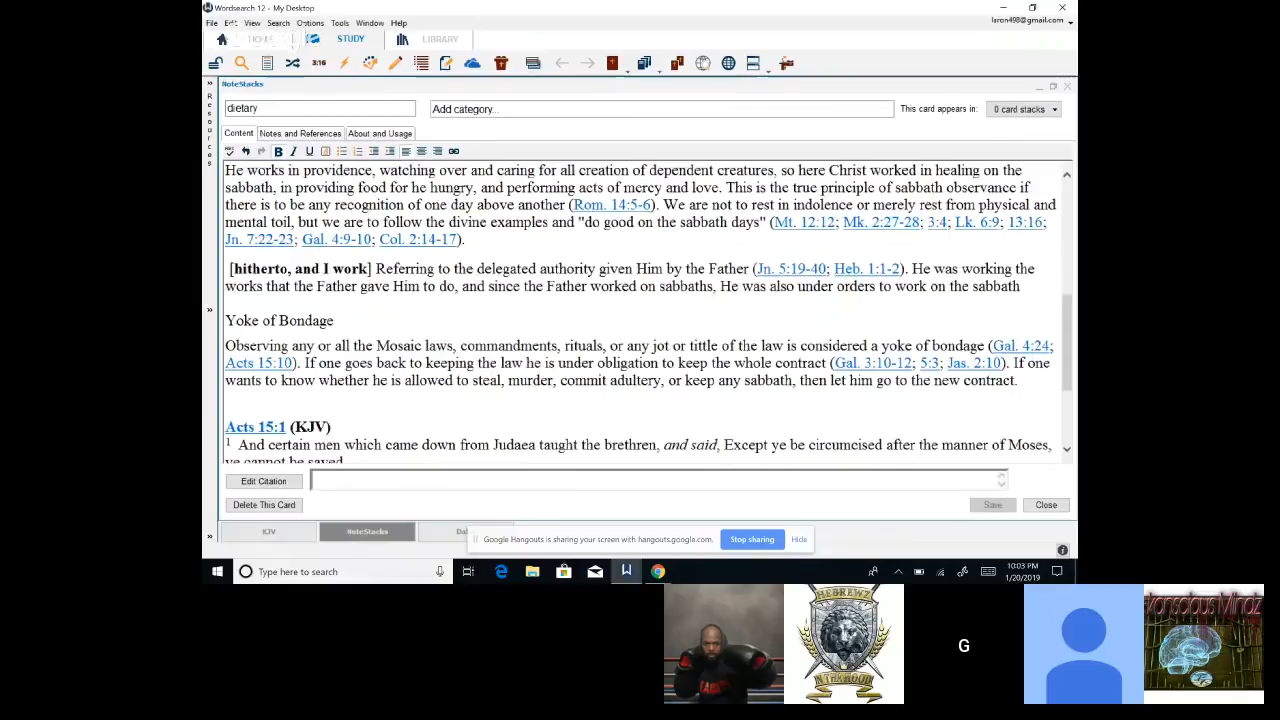 Wordsearch 12 - My Desktop
laron498@gmail.com
File Edit View Search Options Tools Window Help
HOME STUDY LIBRARY
3:16
NoteStacks
Resources
dietary
Add category...
This card appears in: 0 card stacks
Content Notes and References About and Usage
ABC B I U
He works in providence, watching over and caring for all creation of dependent creatures, so here Christ worked in healing on the
sabbath, in providing food for he hungry, and performing acts of mercy and love. This is the true principle of sabbath observance if
there is to be any recognition of one day above another (Rom. 14:5-6). We are not to rest in indolence or merely rest from physical and
mental toil, but we are to follow the divine examples and "do good on the sabbath days" (Mt. 12:12; Mk. 2:27-28; 3:4; Lk. 6:9; 13:16;
Jn. 7:22-23; Gal. 4:9-10; Col. 2:14-17).
[hitherto, and I work] Referring to the delegated authority given Him by the Father (Jn. 5:19-40; Heb. 1:1-2). He was working the
works that the Father gave Him to do, and since the Father worked on sabbaths, He was also under orders to work on the sabbath
Yoke of Bondage
Observing any or all the Mosaic laws, commandments, rituals, or any jot or tittle of the law is considered a yoke of bondage (Gal. 4:24;
Acts 15:10). If one goes back to keeping the law he is under obligation to keep the whole contract (Gal. 3:10-12; 5:3; Jas. 2:10). If one
wants to know whether he is allowed to steal, murder, commit adultery, or keep any sabbath, then let him go to the new contract.
Acts 15:1 (KJV)
1 And certain men which came down from Judaea taught the brethren, and said, Except ye be circumcised after the manner of Moses,
ye cannot be saved
Edit Citation
Delete This Card
Save Close
KJV NoteStacks
Google Hangouts is sharing your screen with hangouts.google.com. Stop sharing Hide
Type here to search
10:03 PM
1/20/2019
HEBREWZ
N THA HOOD
G